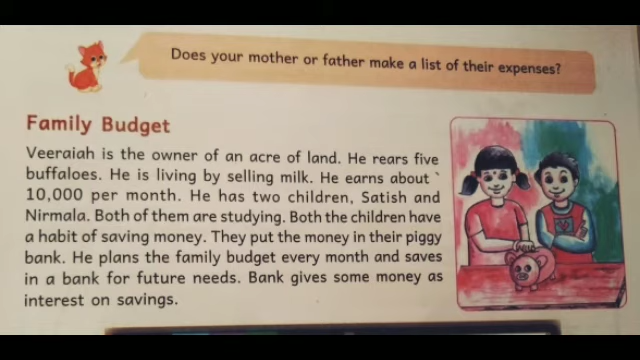 Does your mother or father make a list of their expenses?
Family Budget
Veeraiah is the owner of an acre of land. He rears five
buffaloes. He is living by selling milk. He earns about `
10,000 per month. He has two children, Satish and
Nirmala. Both of them are studying. Both the children have
a habit of saving money. They put the money in their piggy
bank. He plans the family budget every month and saves
in a bank for future needs. Bank gives some money as
interest on savings.